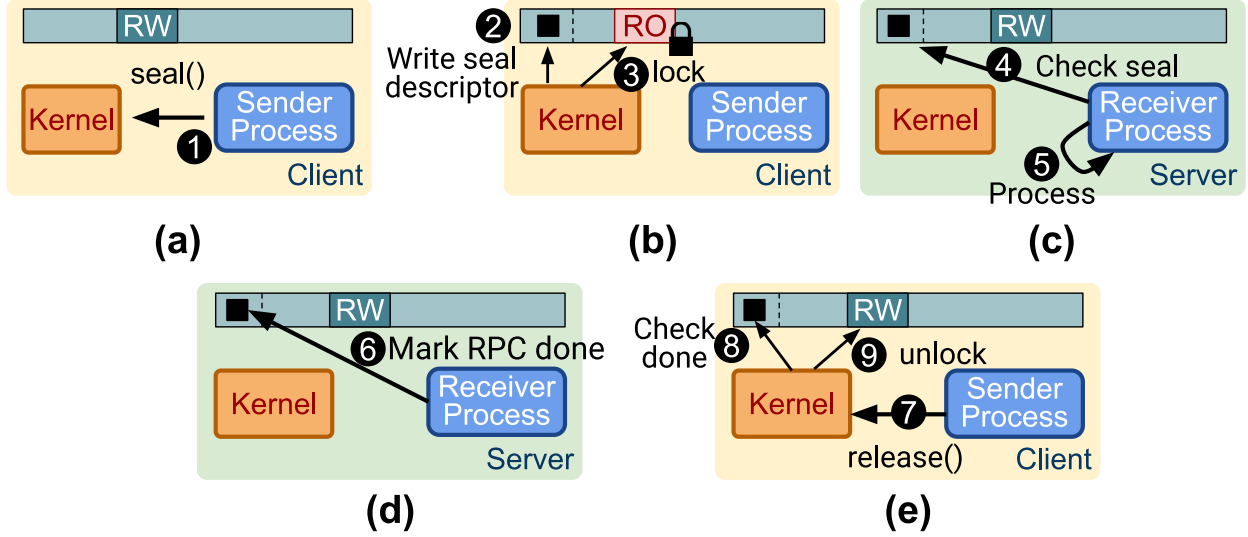 RW
seal()
Kernel
Sender
Process
1
Client
(a)
2
RO
Write seal
descriptor
3 lock
Kernel
Sender
Process
Client
(b)
RW
4
Check seal
Kernel
Receiver
Process
5
Process
Server
(c)
RW
6 Mark RPC done
Kernel
Receiver
Process
Server
(d)
RW
Check
done
8
9 unlock
Kernel
7
Sender
Process
release()
Client
(e)